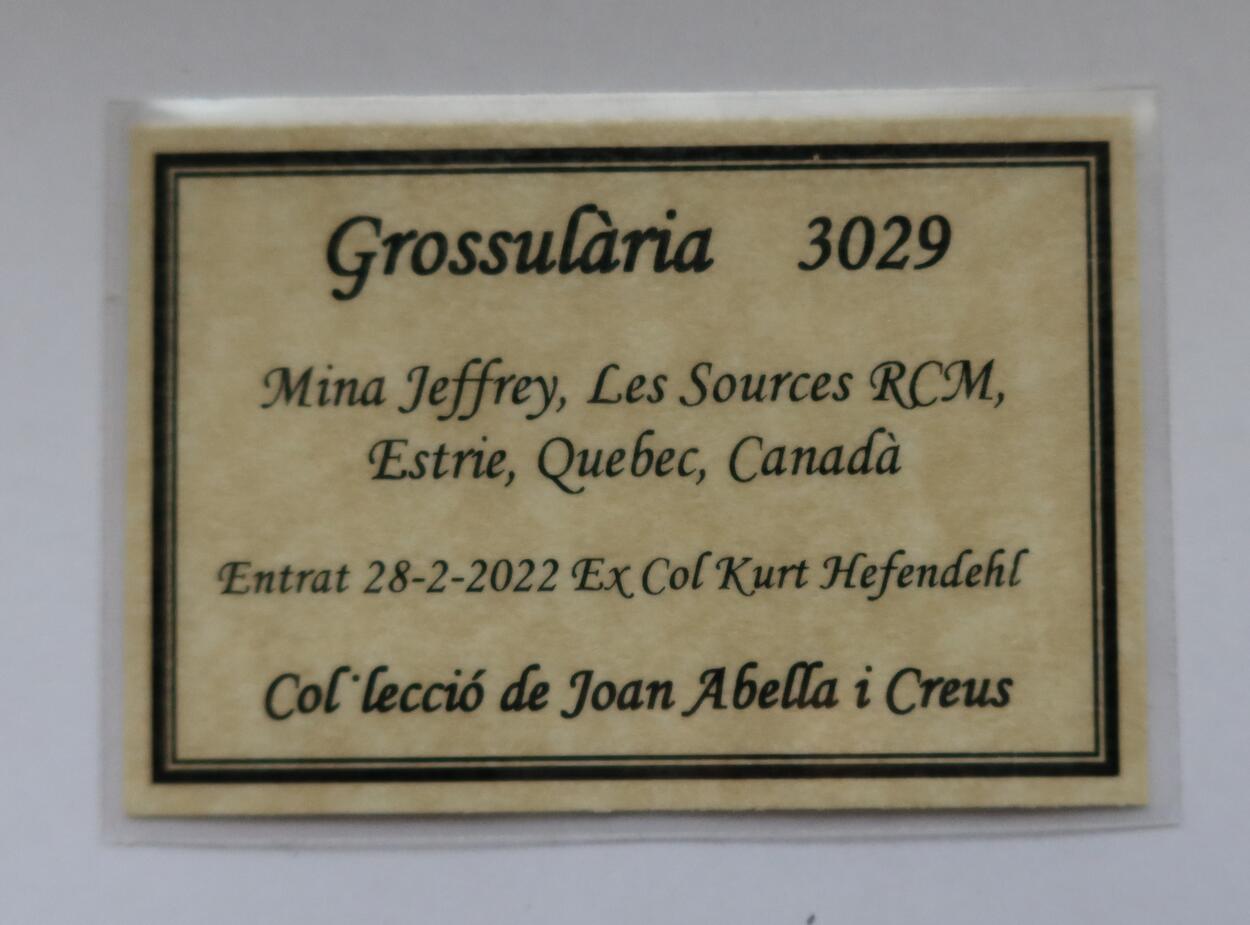 Grossulària 3029
Mina Jeffrey, Les Sources RCM,
Estrie, Quebec, Canadà
Entrat 28-2-2022 Ex Col Kurt Hefendehl
Col·lecció de Joan Abella i Creus